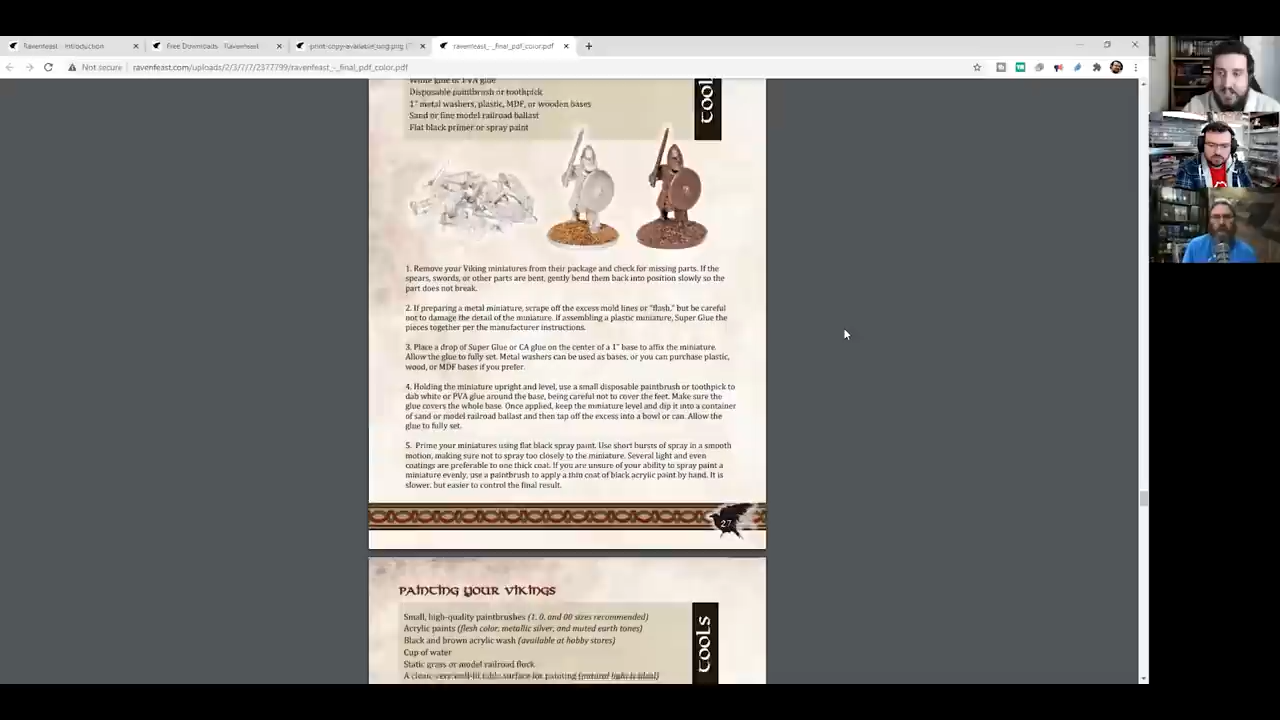 Ravenfeast - Introduction
Free Downloads - Ravenfeast
print-copy-available_orig.png
ravenfeast_-_final_pdf_color.pdf
Not secure
ravenfeast.com/uploads/2/3/7/7/2377799/ravenfeast_-_final_pdf_color.pdf
White glue or PVA glue
Disposable paintbrush or toothpick
1" metal washers, plastic, MDF, or wooden bases
Sand or fine model railroad ballast
Flat black primer or spray paint
TOOLS
1. Remove your Viking miniatures from their package and check for missing parts. If the
spears, swords, or other parts are bent, gently bend them back into position slowly so the
part does not break.
2. If preparing a metal miniature, scrape off the excess mold lines or "flash," but be careful
not to damage the detail of the miniature. If assembling a plastic miniature, Super Glue the
pieces together per the manufacturer instructions.
3. Place a drop of Super Glue or CA glue on the center of a 1" base to affix the miniature.
Allow the glue to fully set. Metal washers can be used as bases, or you can purchase plastic,
wood, or MDF bases if you prefer.
4. Holding the miniature upright and level, use a small disposable paintbrush or toothpick to
dab white or PVA glue around the base, being careful not to cover the feet. Make sure the
glue covers the whole base. Once applied, keep the miniature level and dip it into a container
of sand or model railroad ballast and then tap off the excess into a bowl or can. Allow the
glue to fully set.
5. Prime your miniatures using flat black spray paint. Use short bursts of spray in a smooth
motion, making sure not to spray too closely to the miniature. Several light and even
coatings are preferable to one thick coat. If you are unsure of your ability to spray paint a
miniature evenly, use a paintbrush to apply a thin coat of black acrylic paint by hand. It is
slower, but easier to control the final result.
27
PAINTING YOUR VIKINGS
Small, high-quality paintbrushes (1, 0, and 00 sizes recommended)
Acrylic paints (flesh color, metallic silver, and muted earth tones)
Black and brown acrylic wash (available at hobby stores)
Cup of water
Static grass or model railroad flock
A clean, very well-lit table surface for painting (natural light is ideal)
TOOLS